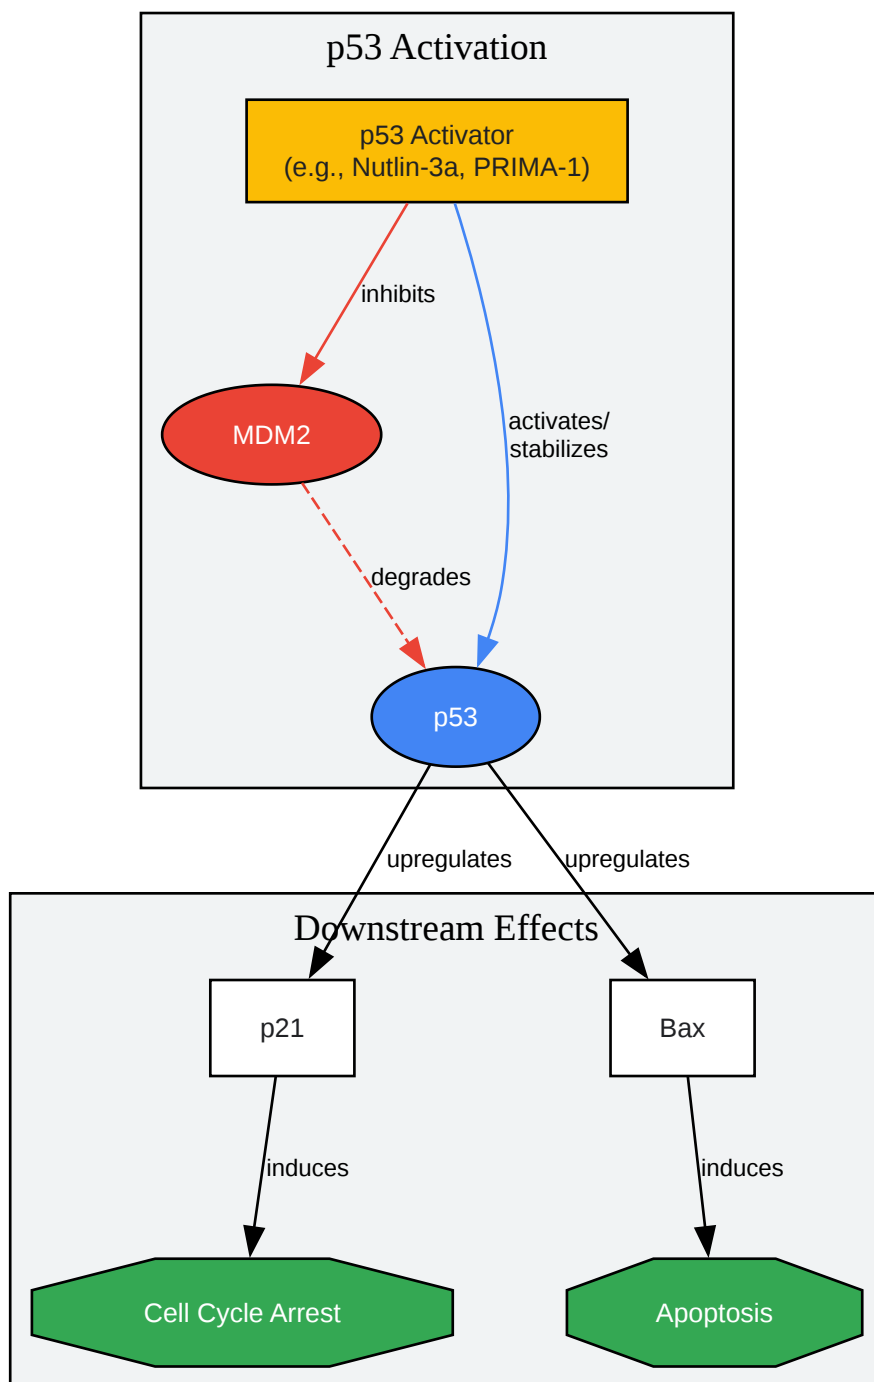 p53 Activation
p53 Activator
(e.g., Nutlin-3a, PRIMA-1)
inhibits
activates/
stabilizes
MDM2
degrades
p53
upregulates
upregulates
Downstream Effects
p21
Bax
induces
induces
Cell Cycle Arrest
Apoptosis